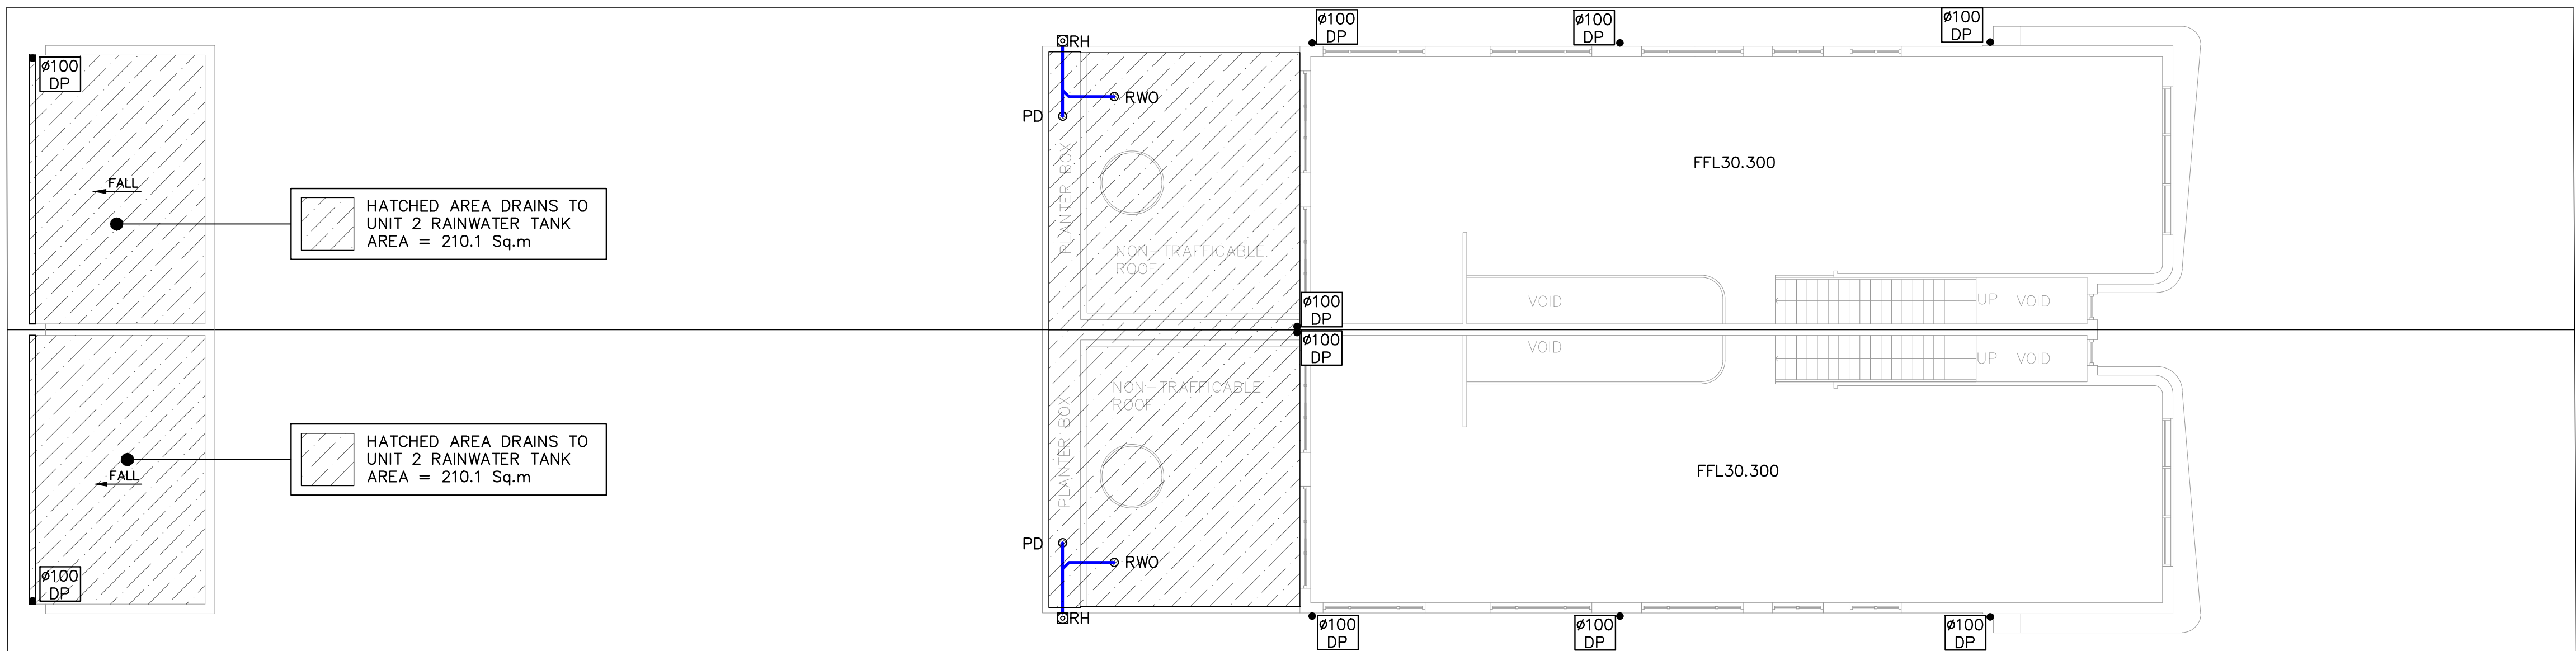 ø100
DP
ø100
DP
ø100
DP
RH
ø100
DP
RWO
PD
PLANTER BOX
FFL30.300
FALL
HATCHED AREA DRAINS TO
UNIT 2 RAINWATER TANK
AREA = 210.1 Sq.m
NON-TRAFFICABLE
ROOF
ø100
DP
VOID
UP
VOID
ø100
DP
VOID
UP
VOID
NON-TRAFFICABLE
ROOF
PLANTER BOX
HATCHED AREA DRAINS TO
UNIT 2 RAINWATER TANK
AREA = 210.1 Sq.m
FALL
FFL30.300
PD
RWO
ø100
DP
RH
ø100
DP
ø100
DP
ø100
DP